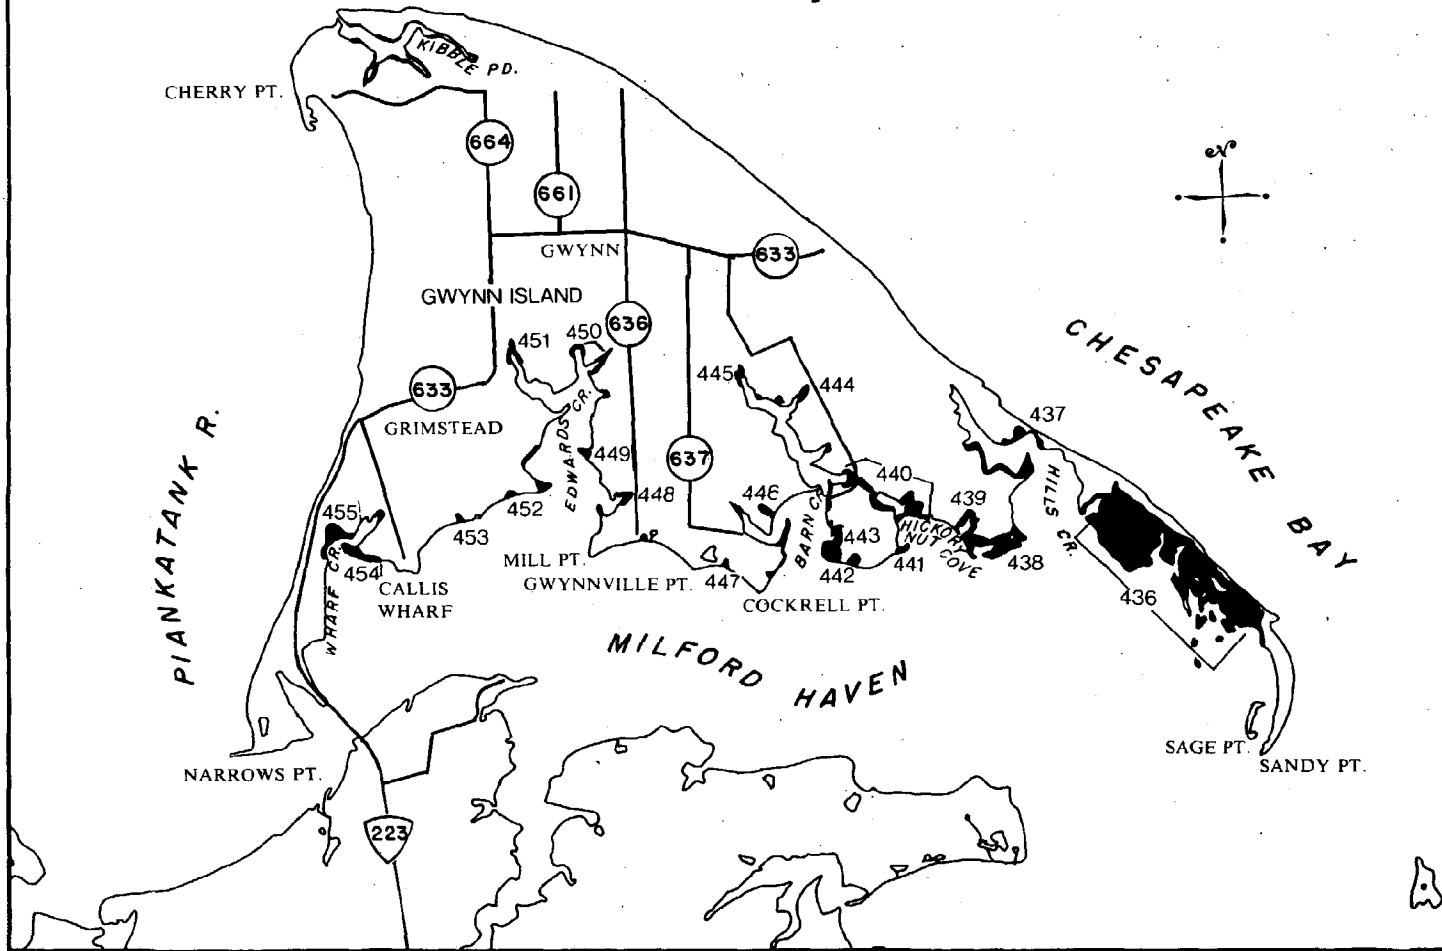 KIBBLE PD.
CHERRY PT.
664
N
661
GWYNN
633
GWYNN ISLAND
636
451
450
CHESAPEAKE BAY
445
444
633
EDWARDS CR.
GRIMSTEAD
437
PIANKATANK R.
449
637
440
HILLS CR.
448
446
439
452
455
453
BARN CR.
443
HICKORY
NUT
COVE
P
MILL PT.
454
WHARF CR.
442
441
438
GWYNNVILLE PT.
447
CALLIS
WHARF
436
COCKRELL PT.
MILFORD HAVEN
SAGE PT.
SANDY PT.
NARROWS PT.
223